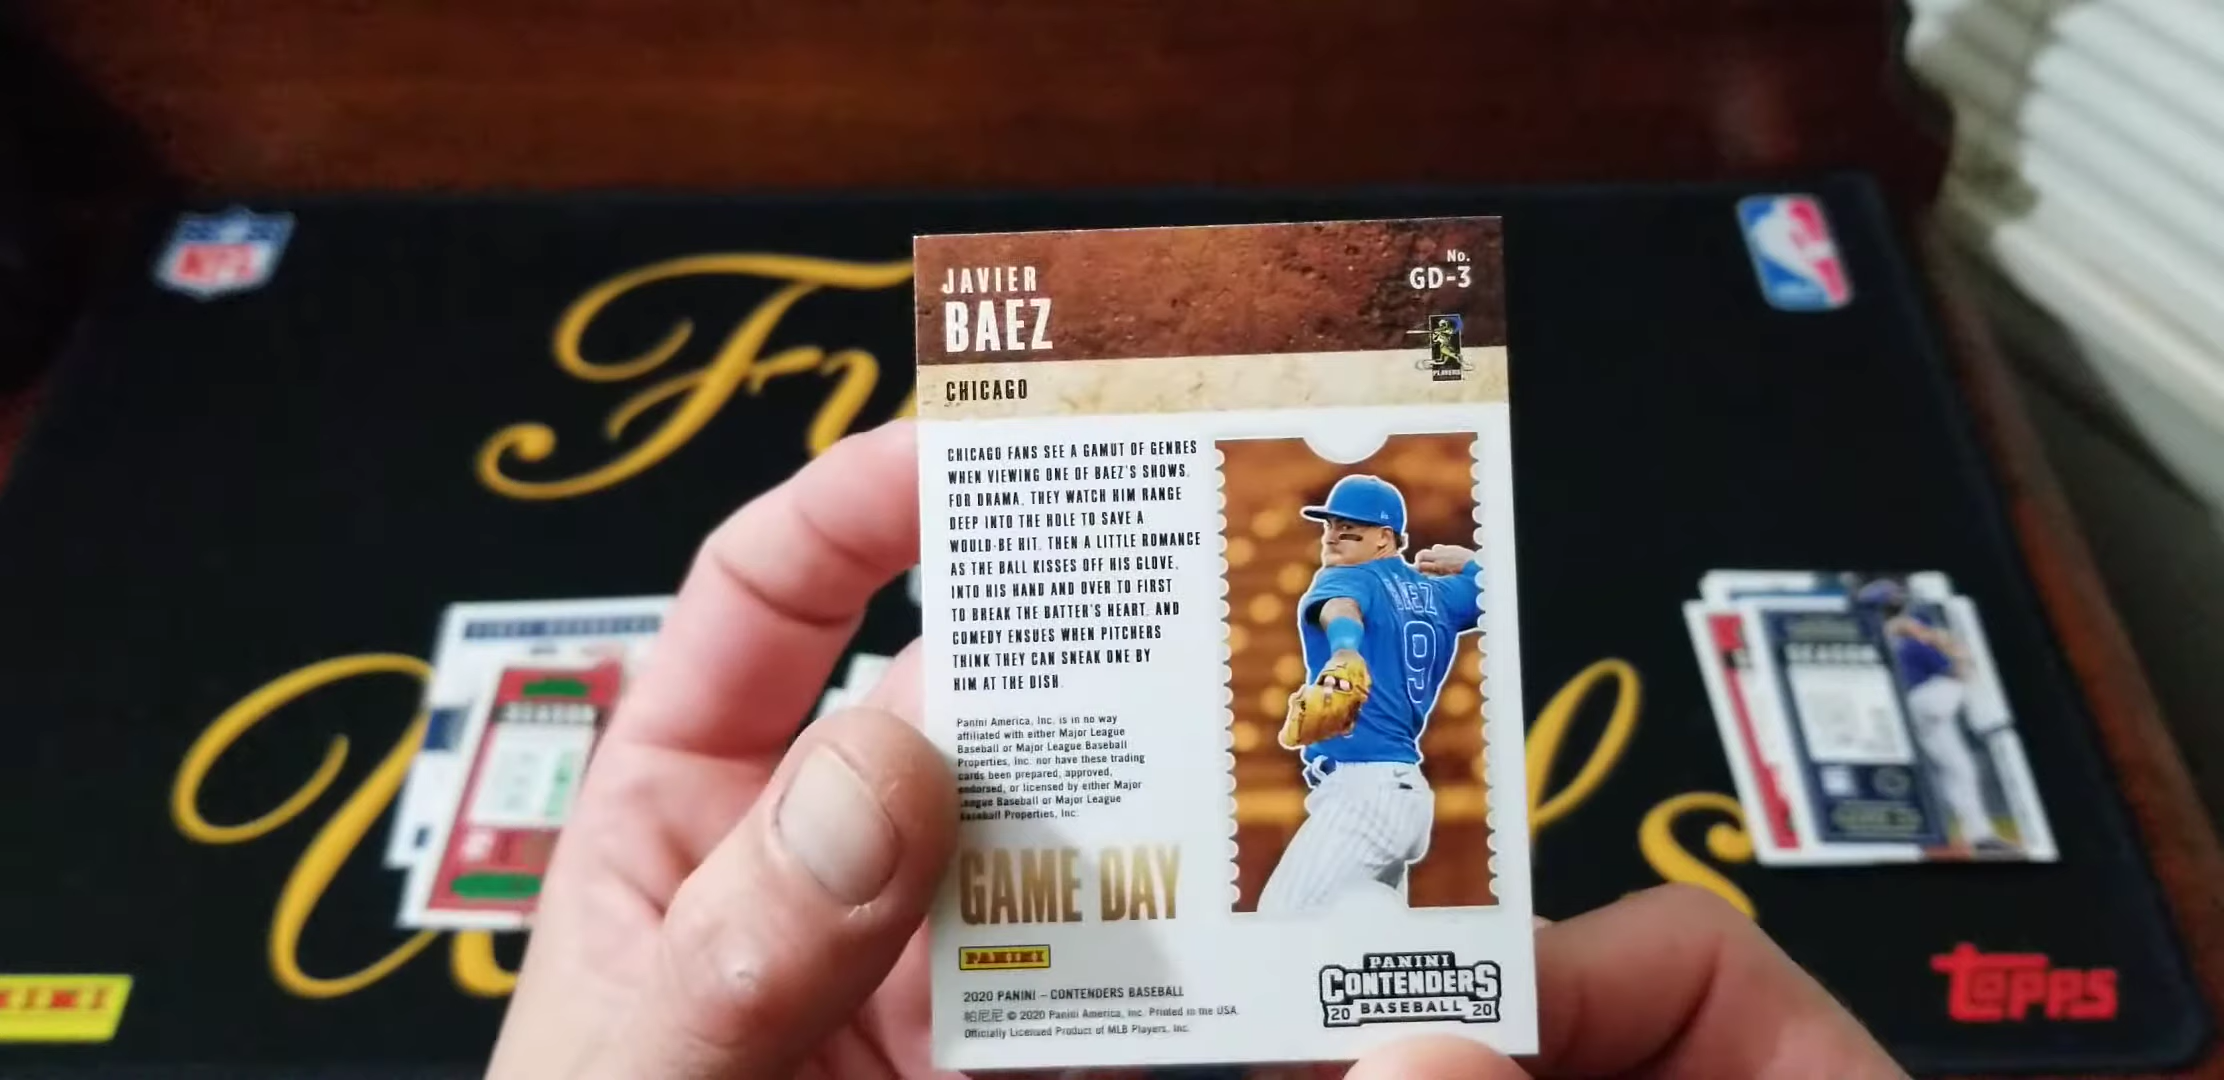 NFL
JAVIER
BAEZ
No.
GD-3
PLAYERS
CHICAGO
CHICAGO FANS SEE A GAMUT OF GENRES
WHEN VIEWING ONE OF BAEZ'S SHOWS.
FOR DRAMA, THEY WATCH HIM RANGE
DEEP INTO THE HOLE TO SAVE A
WOULD-BE HIT. THEN A LITTLE ROMANCE
AS THE BALL KISSES OFF HIS GLOVE,
INTO HIS HAND AND OVER TO FIRST
TO BREAK THE BATTER'S HEART. AND
COMEDY ENSUES WHEN PITCHERS
THINK THEY CAN SNEAK ONE BY
HIM AT THE DISH.
9
Panini America, Inc. is in no way
affiliated with either Major League
Baseball or Major League Baseball
Properties, Inc. nor have these trading
cards been prepared, approved,
endorsed, or licensed by either Major
League Baseball or Major League
Baseball Properties, Inc.
GAME DAY
PANINI
2020 PANINI – CONTENDERS BASEBALL
帕尼尼 © 2020 Panini America, Inc. Printed in the USA.
Officially Licensed Product of MLB Players, Inc.
PANINI
CONTENDERS
20 BASEBALL 20
SEASON
SEASON
TOPPS